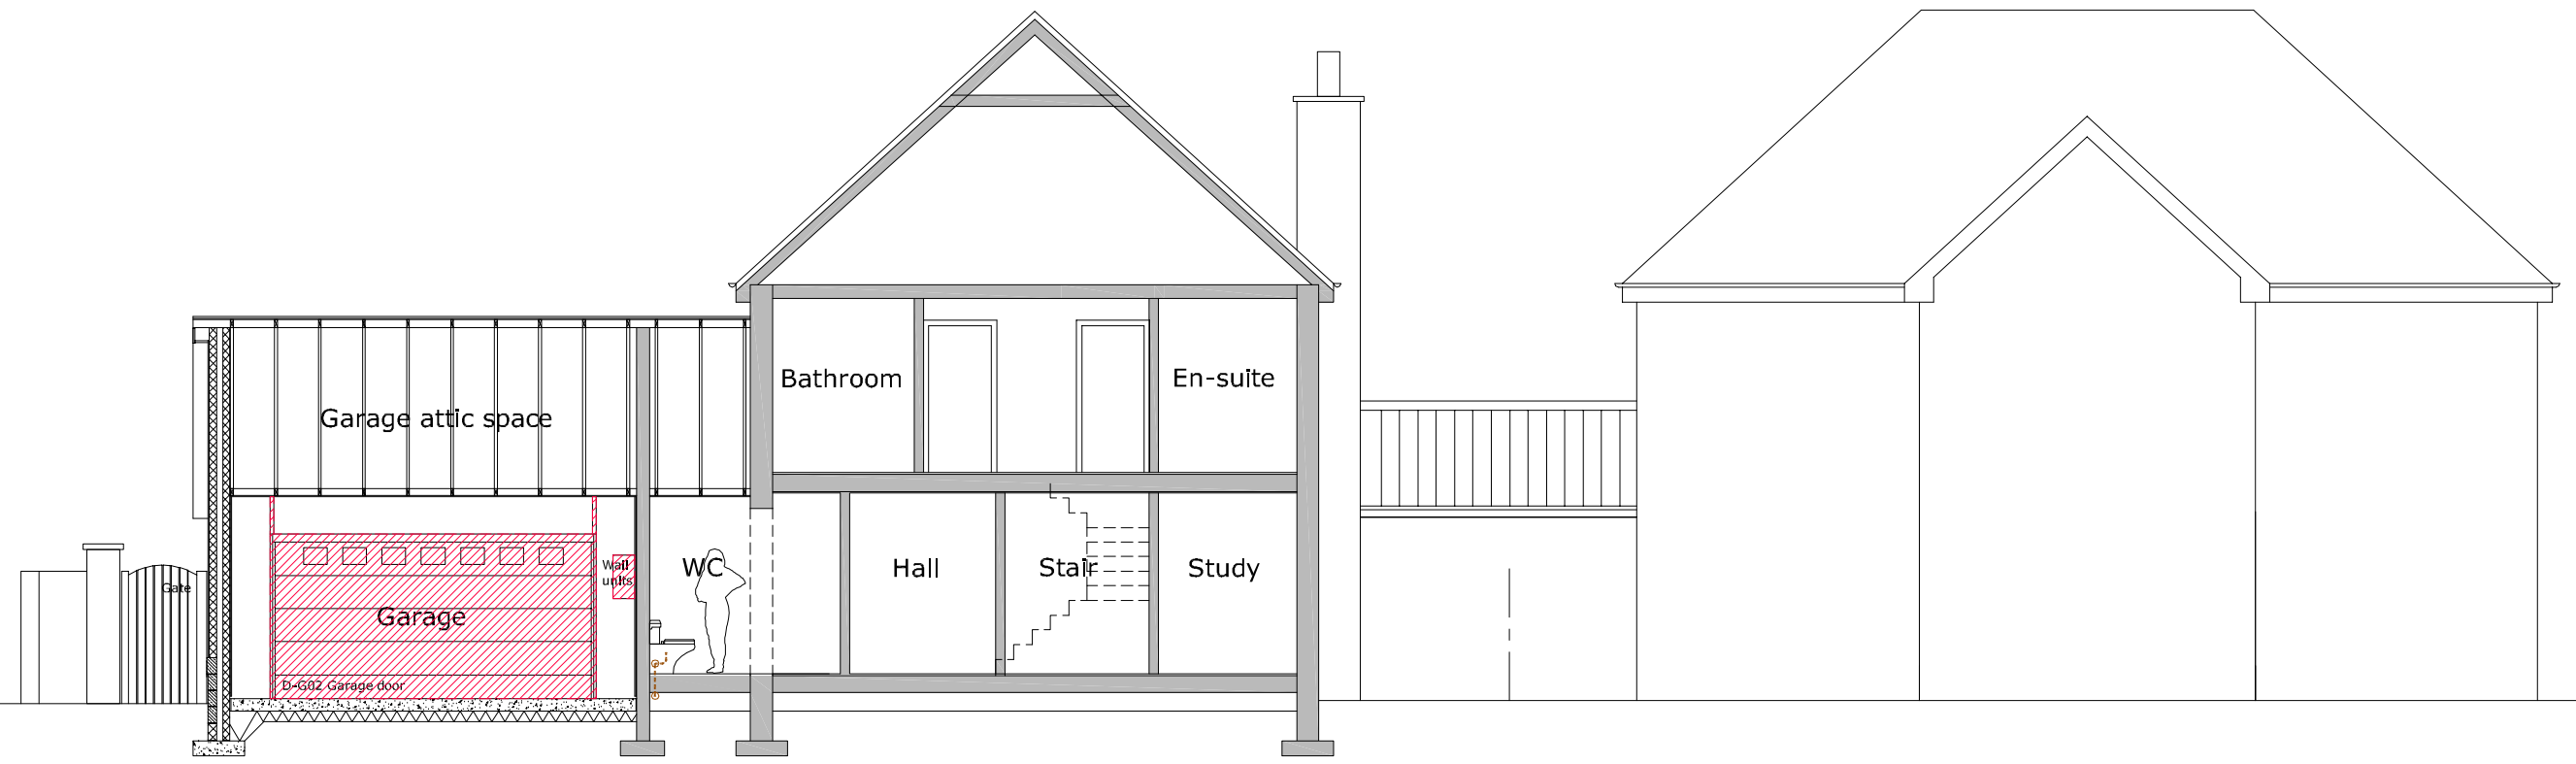 Bathroom
En-suite
Garage attic space
WC
Hall
Stair
Study
Wall
units
Gate
Garage
D-G02 Garage door